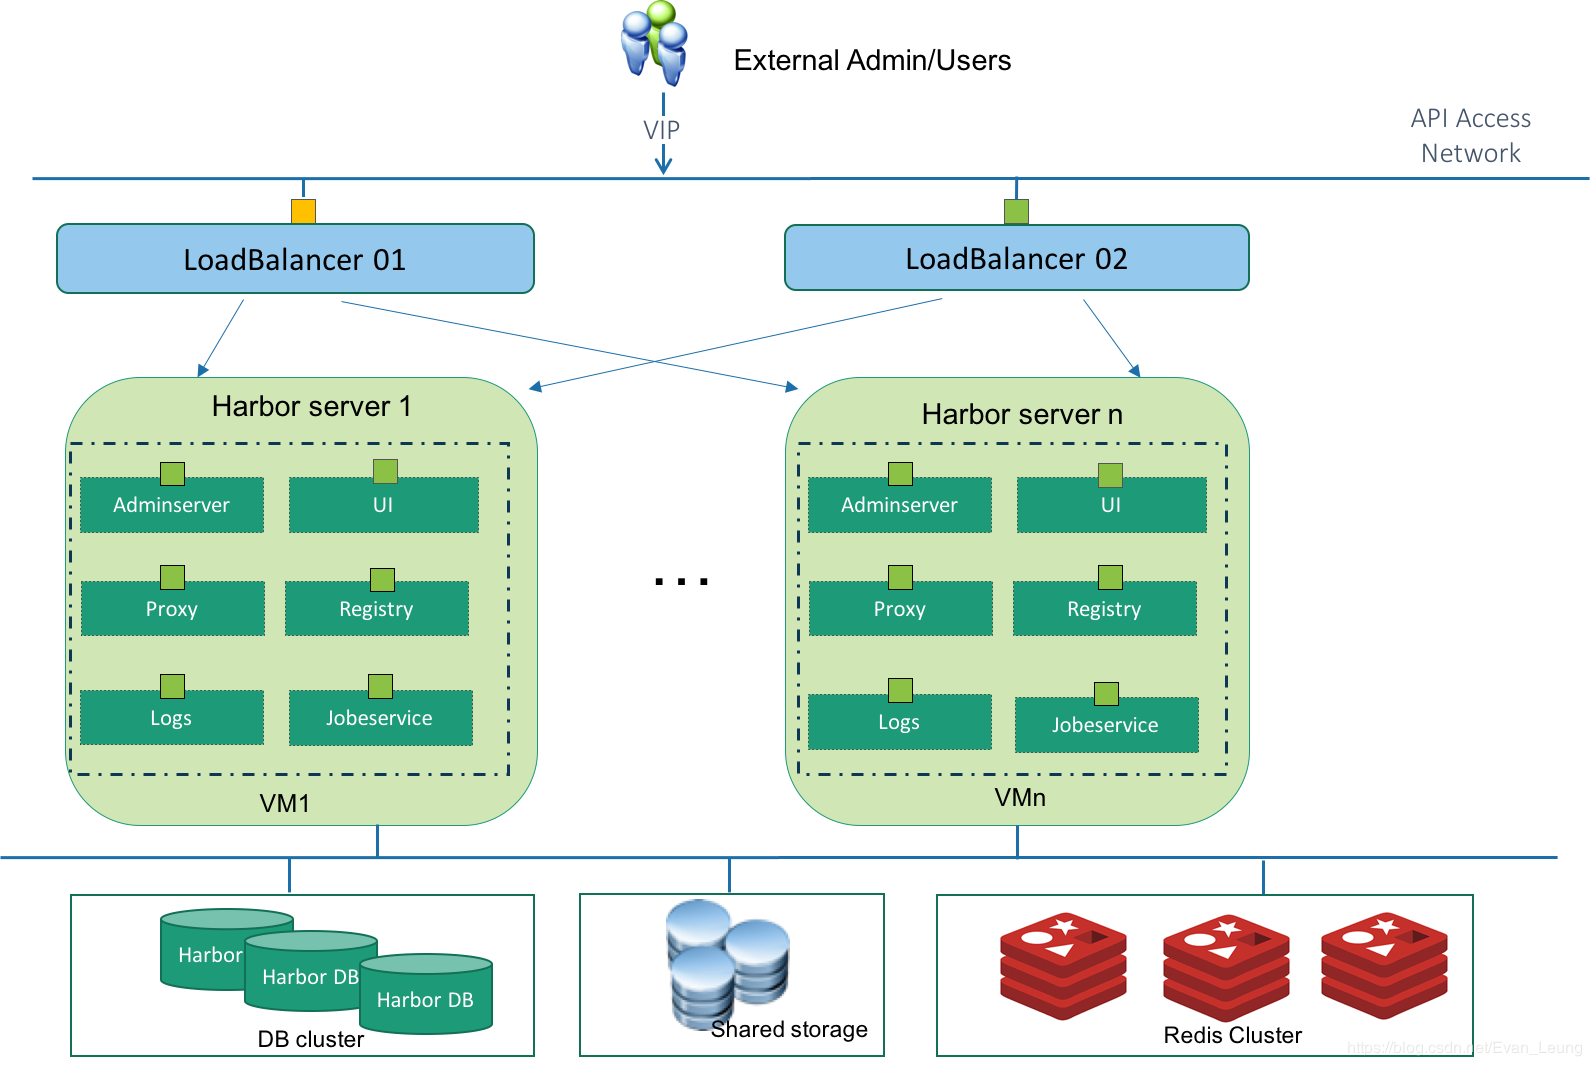 External Admin/Users
VIP
API Access
Network
LoadBalancer 01
LoadBalancer 02
Harbor server 1
Harbor server n
Adminserver
UI
Adminserver
UI
...
Proxy
Registry
Proxy
Registry
Logs
Jobeservice
Logs
Jobeservice
VM1
VMn
Harbor
Harbor DB
Harbor DB
DB cluster
Shared storage
Redis Cluster
https://blog.csdn.net/Evan_Leung